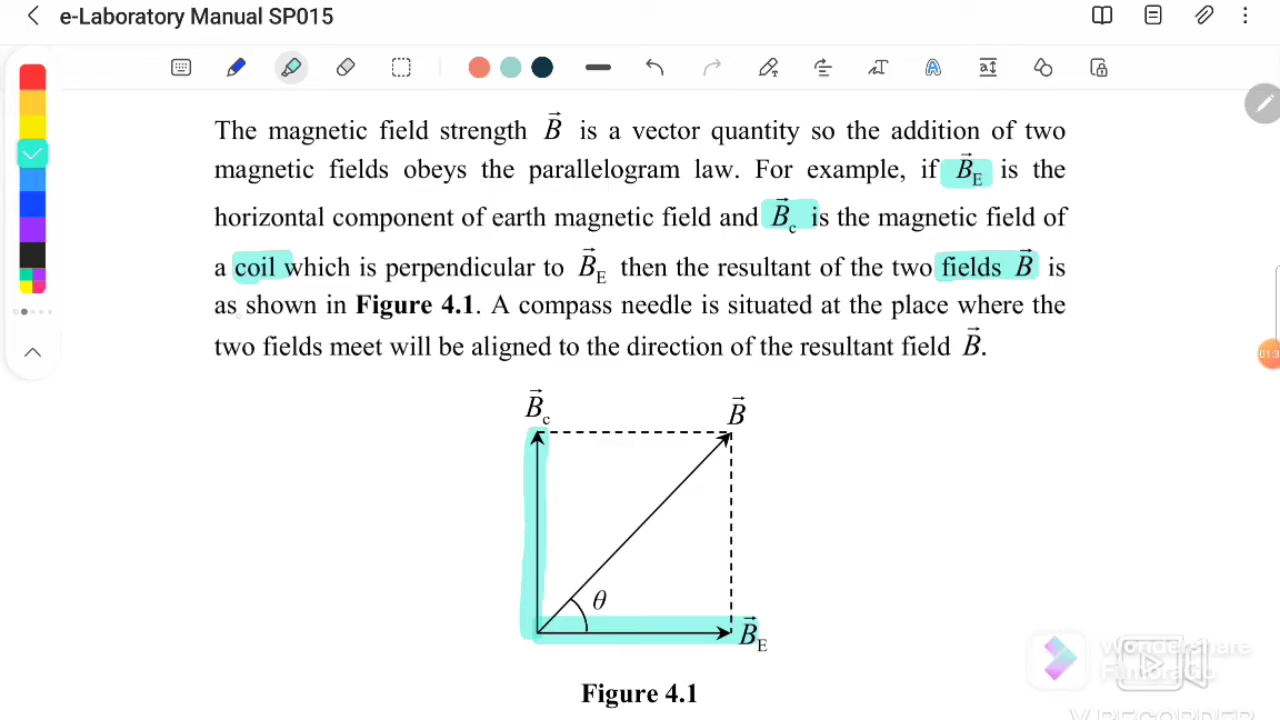 e-Laboratory Manual SP015
The magnetic field strength B⃗ is a vector quantity so the addition of two
magnetic fields obeys the parallelogram law. For example, if B⃗E is the
horizontal component of earth magnetic field and B⃗c is the magnetic field of
a coil which is perpendicular to B⃗E then the resultant of the two fields B⃗ is
as shown in Figure 4.1. A compass needle is situated at the place where the
two fields meet will be aligned to the direction of the resultant field B⃗.
B⃗c
B⃗
θ
B⃗E
Figure 4.1
Wondershare
FilmoraGo
V RECORDER